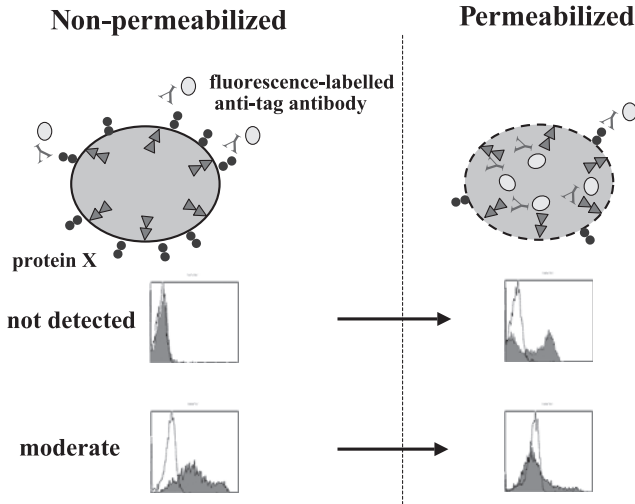 Non-permeabilized
Permeabilized
fluorescence-labelled
anti-tag antibody
protein X
not detected
moderate